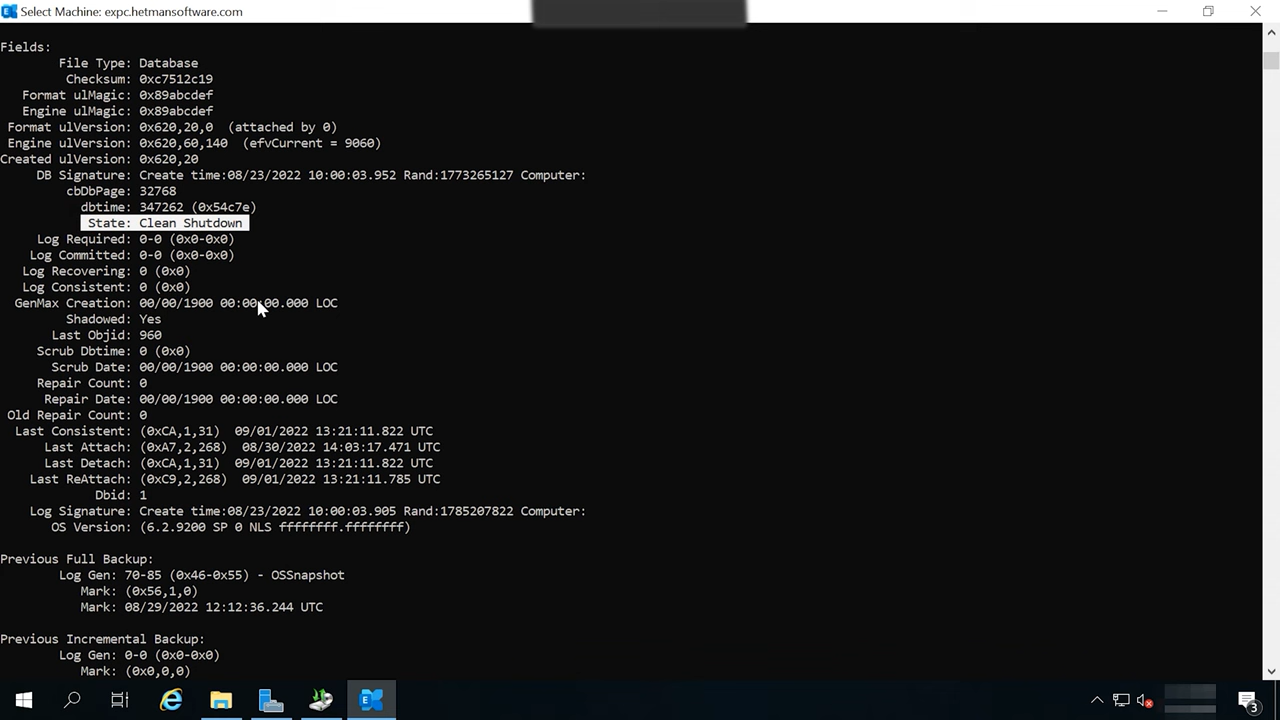 Select Machine: expc.hetmansoftware.com
Fields:
File Type: Database
Checksum: 0xc7512c19
Format ulMagic: 0x89abcdef
Engine ulMagic: 0x89abcdef
Format ulVersion: 0x620,20,0  (attached by 0)
Engine ulVersion: 0x620,60,140  (efvCurrent = 9060)
Created ulVersion: 0x620,20
DB Signature: Create time:08/23/2022 10:00:03.952 Rand:1773265127 Computer:
cbDbPage: 32768
dbtime: 347262 (0x54c7e)
State: Clean Shutdown
Log Required: 0-0 (0x0-0x0)
Log Committed: 0-0 (0x0-0x0)
Log Recovering: 0 (0x0)
Log Consistent: 0 (0x0)
GenMax Creation: 00/00/1900 00:00:00.000 LOC
Shadowed: Yes
Last Objid: 960
Scrub Dbtime: 0 (0x0)
Scrub Date: 00/00/1900 00:00:00.000 LOC
Repair Count: 0
Repair Date: 00/00/1900 00:00:00.000 LOC
Old Repair Count: 0
Last Consistent: (0xCA,1,31)  09/01/2022 13:21:11.822 UTC
Last Attach: (0xA7,2,268)  08/30/2022 14:03:17.471 UTC
Last Detach: (0xCA,1,31)  09/01/2022 13:21:11.822 UTC
Last ReAttach: (0xC9,2,268)  09/01/2022 13:21:11.785 UTC
Dbid: 1
Log Signature: Create time:08/23/2022 10:00:03.905 Rand:1785207822 Computer:
OS Version: (6.2.9200 SP 0 NLS ffffffff.ffffffff)
Previous Full Backup:
Log Gen: 70-85 (0x46-0x55) - OSSnapshot
Mark: (0x56,1,0)
Mark: 08/29/2022 12:12:36.244 UTC
Previous Incremental Backup:
Log Gen: 0-0 (0x0-0x0)
Mark: (0x0,0,0)
3